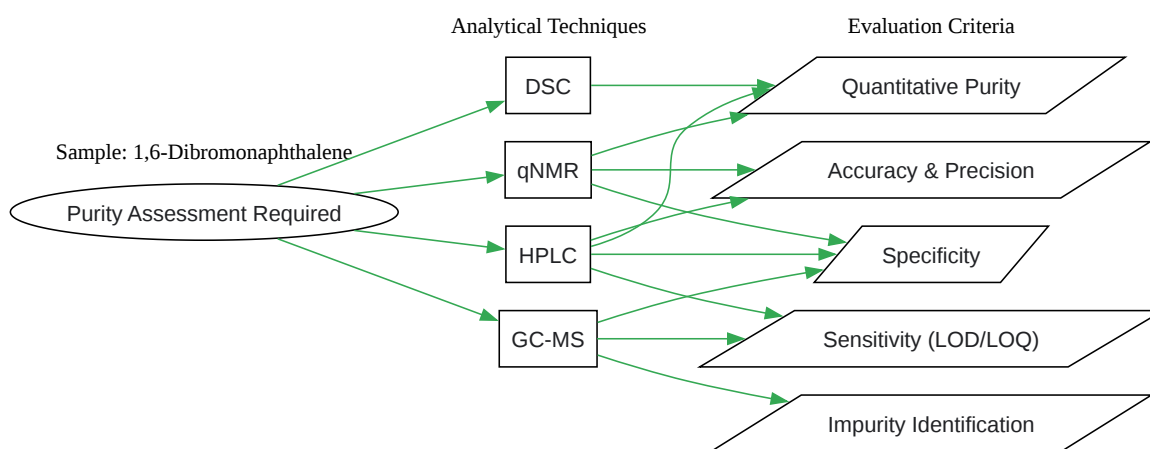 Analytical Techniques
Evaluation Criteria
DSC
Quantitative Purity
Sample: 1,6-Dibromonaphthalene
qNMR
Accuracy & Precision
Purity Assessment Required
HPLC
Specificity
GC-MS
Sensitivity (LOD/LOQ)
Impurity Identification